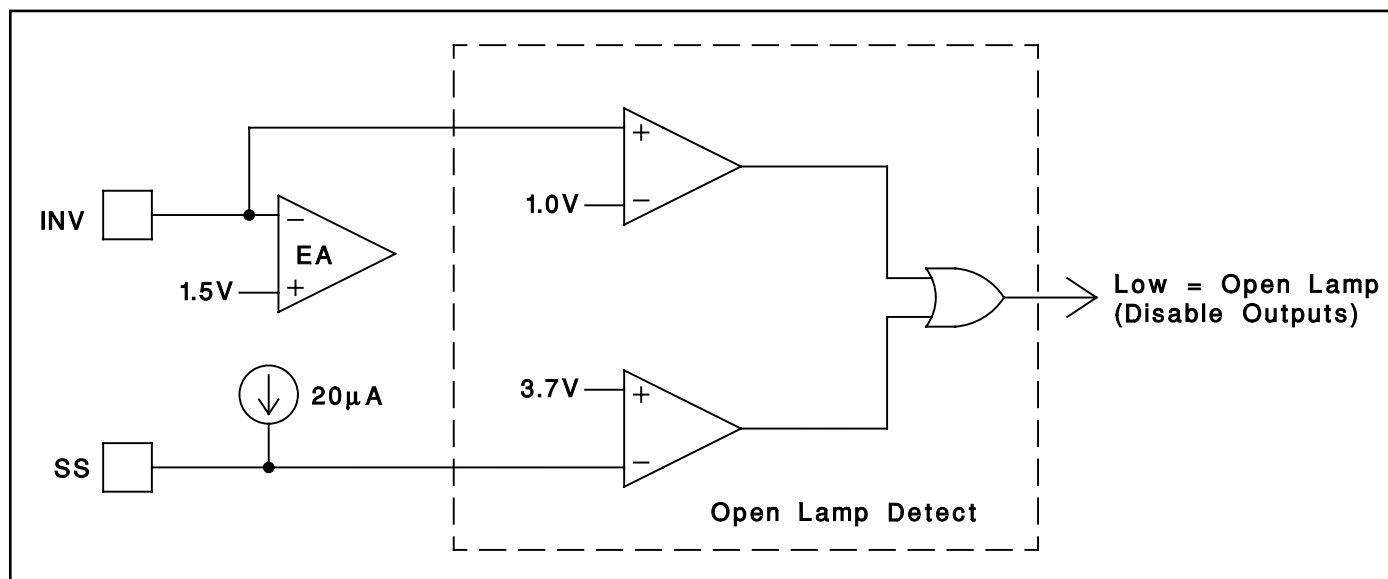 INV
−
EA
1.5V
+
+
1.0V
−
SS
20µA
3.7V
+
−
Low = Open Lamp
(Disable Outputs)
Open Lamp Detect